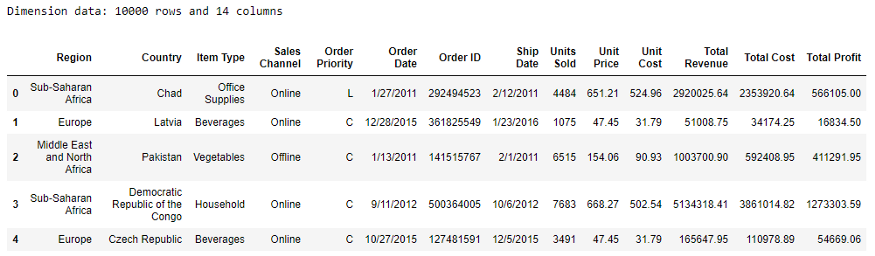 Dimension data: 10000 rows and 14 columns
Region Country Item Type Sales Channel Order Priority Order Date Order ID Ship Date Units Sold Unit Price Unit Cost Total Revenue Total Cost Total Profit
0 Sub-Saharan Africa Chad Office Supplies Online L 1/27/2011 292494523 2/12/2011 4484 651.21 524.96 2920025.64 2353920.64 566105.00
1 Europe Latvia Beverages Online C 12/28/2015 361825549 1/23/2016 1075 47.45 31.79 51008.75 34174.25 16834.50
2 Middle East and North Africa Pakistan Vegetables Offline C 1/13/2011 141515767 2/1/2011 6515 154.06 90.93 1003700.90 592408.95 411291.95
3 Sub-Saharan Africa Democratic Republic of the Congo Household Online C 9/11/2012 500364005 10/6/2012 7683 668.27 502.54 5134318.41 3861014.82 1273303.59
4 Europe Czech Republic Beverages Online C 10/27/2015 127481591 12/5/2015 3491 47.45 31.79 165647.95 110978.89 54669.06